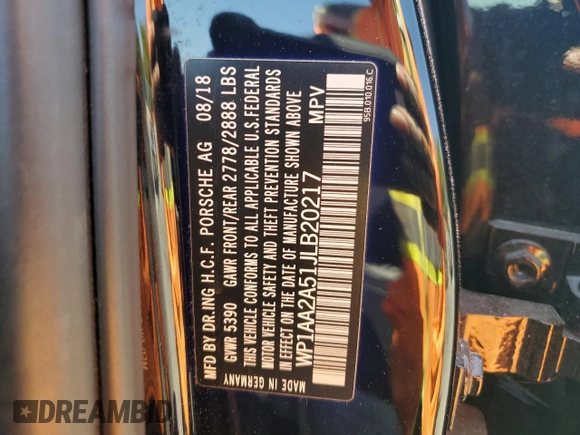 MFD BY DR.ING H.C.F. PORSCHE AG 08/18
GVWR 5390 GAWR FRONT/REAR 2778/2888 LBS
THIS VEHICLE CONFORMS TO ALL APPLICABLE U.S.FEDERAL
MOTOR VEHICLE SAFETY AND THEFT PREVENTION STANDARDS
IN EFFECT ON THE DATE OF MANUFACTURE SHOWN ABOVE
WP1AA2A51JLB20217 MPV
MADE IN GERMANY
95B.010.016.C
DREAMBID